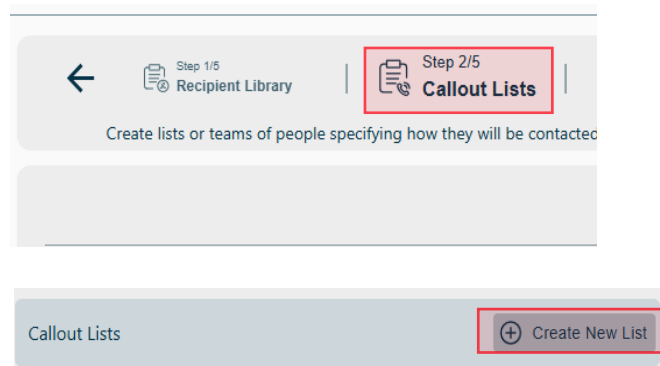 Step 1/5
Recipient Library
Step 2/5
Callout Lists
Create lists or teams of people specifying how they will be contacted
Callout Lists
Create New List